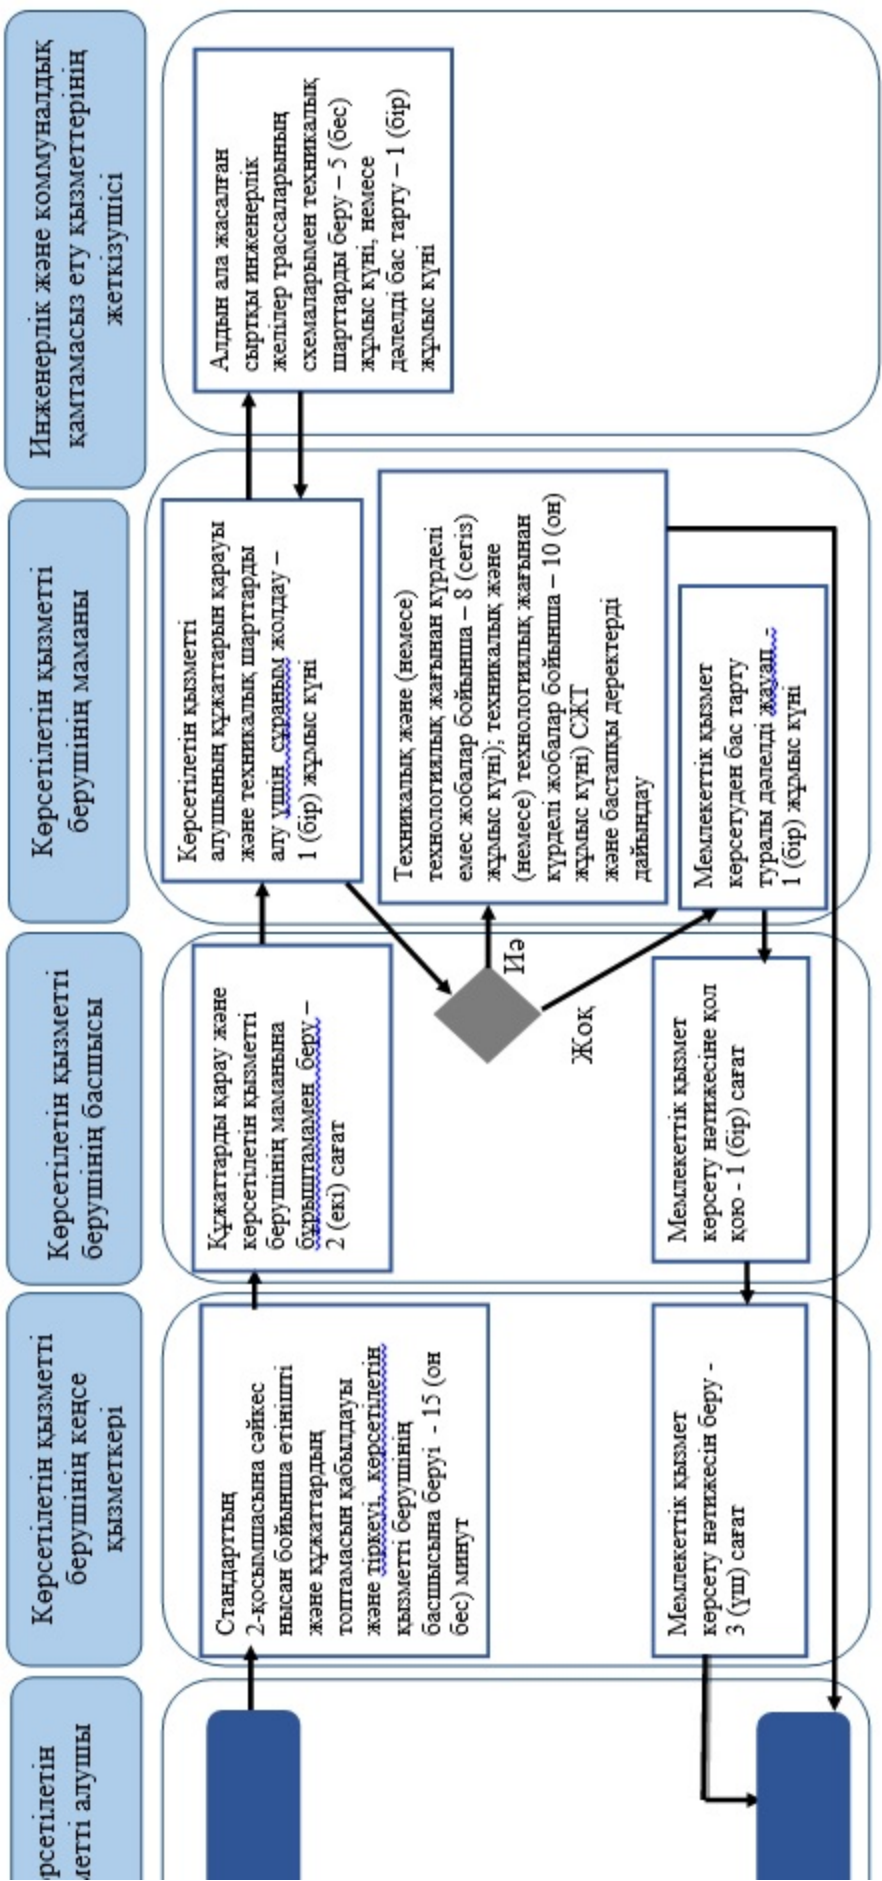 рсетілетін
метті алушы
Көрсетілетін қызметті
берушінің кеңсе
қызметкері
Көрсетілетін қызметті
берушінің басшысы
Көрсетілетін қызметті
берушінің маманы
Инженерлік және коммуналдық
қамтамасыз ету қызметтерінің
жеткізушісі
Стандарттың
2-қосымшасына сәйкес
нысан бойынша өтінішті
және құжаттардың
топтамасын қабылдауы
және тіркеуі, көрсетілетін
қызметті берушінің
басшысына беруі - 15 (он
бес) минут
Құжаттарды қарау және
көрсетілетін қызметті
берушінің маманына
бұрыштамамен беру –
2 (екі) сағат
Көрсетілетін қызметті
алушының құжаттарын қарауы
және техникалық шарттарды
алу үшін сұраным жолдау –
1 (бір) жұмыс күні
Алдын ала жасалған
сыртқы инженерлік
желілер трассаларының
схемаларымен техникалық
шарттарды беру – 5 (бес)
жұмыс күні, немесе
дәлелді бас тарту – 1 (бір)
жұмыс күні
Иә
Жоқ
Техникалық және (немесе)
технологиялық жағынан күрделі
емес жобалар бойынша – 8 (сегіз)
жұмыс күні); техникалық және
(немесе) технологиялық жағынан
күрделі жобалар бойынша – 10 (он)
жұмыс күні) СЖТ
және бастапқы деректерді
дайындау
Мемлекеттік қызмет
көрсетуден бас тарту
туралы дәлелді жауап -
1 (бір) жұмыс күні
Мемлекеттік қызмет
көрсету нәтижесіне қол
қою - 1 (бір) сағат
Мемлекеттік қызмет
көрсету нәтижесін беру -
3 (үш) сағат